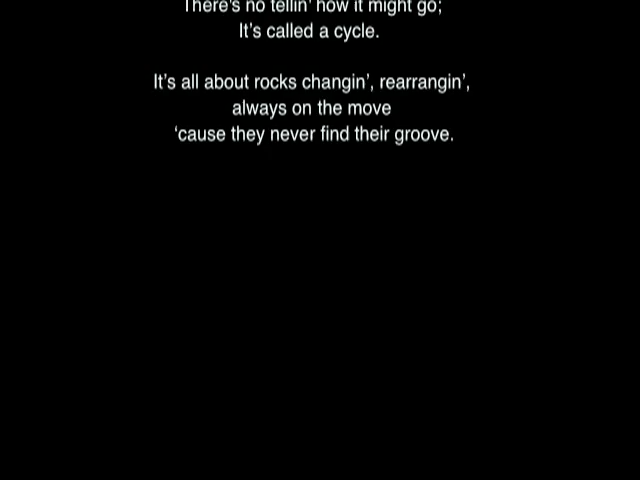 There's no tellin' how it might go;
It's called a cycle.
It's all about rocks changin', rearrangin',
always on the move
‘cause they never find their groove.